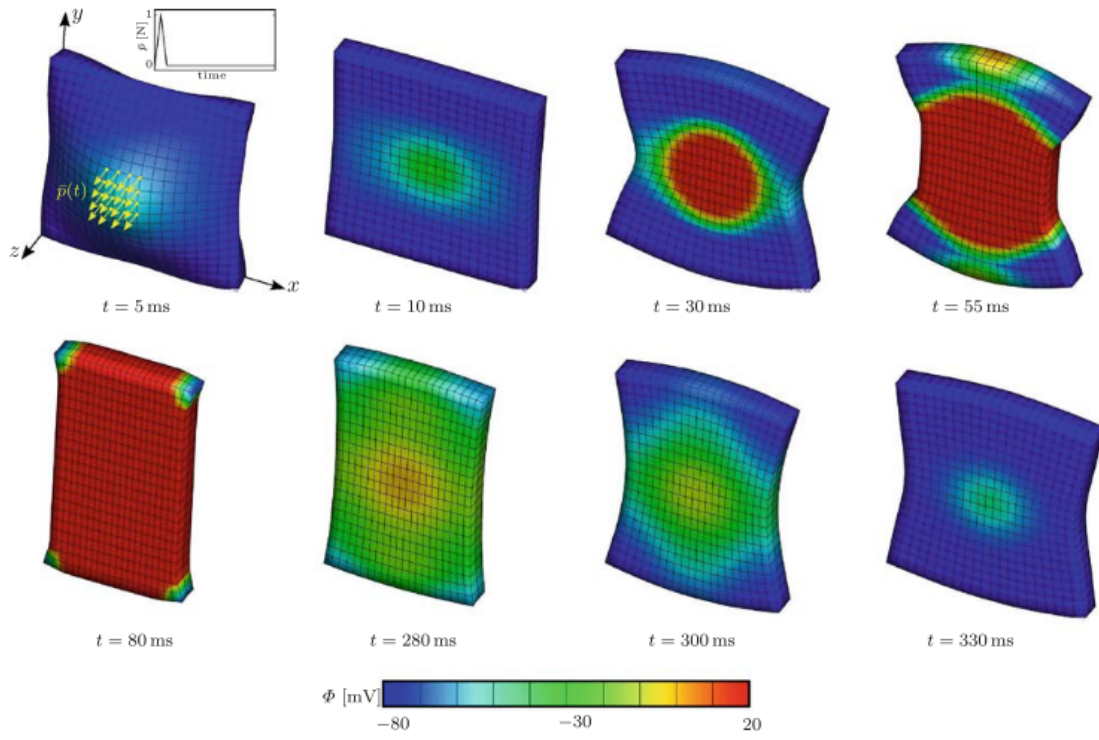 y
1
p̄ [N]
0
time
p̄(t)
z
x
t = 5 ms
t = 10 ms
t = 30 ms
t = 55 ms
t = 80 ms
t = 280 ms
t = 300 ms
t = 330 ms
Φ [mV]
−80
−30
20